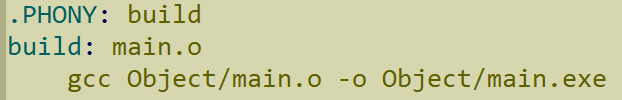 .PHONY: build
build: main.o
    gcc Object/main.o -o Object/main.exe